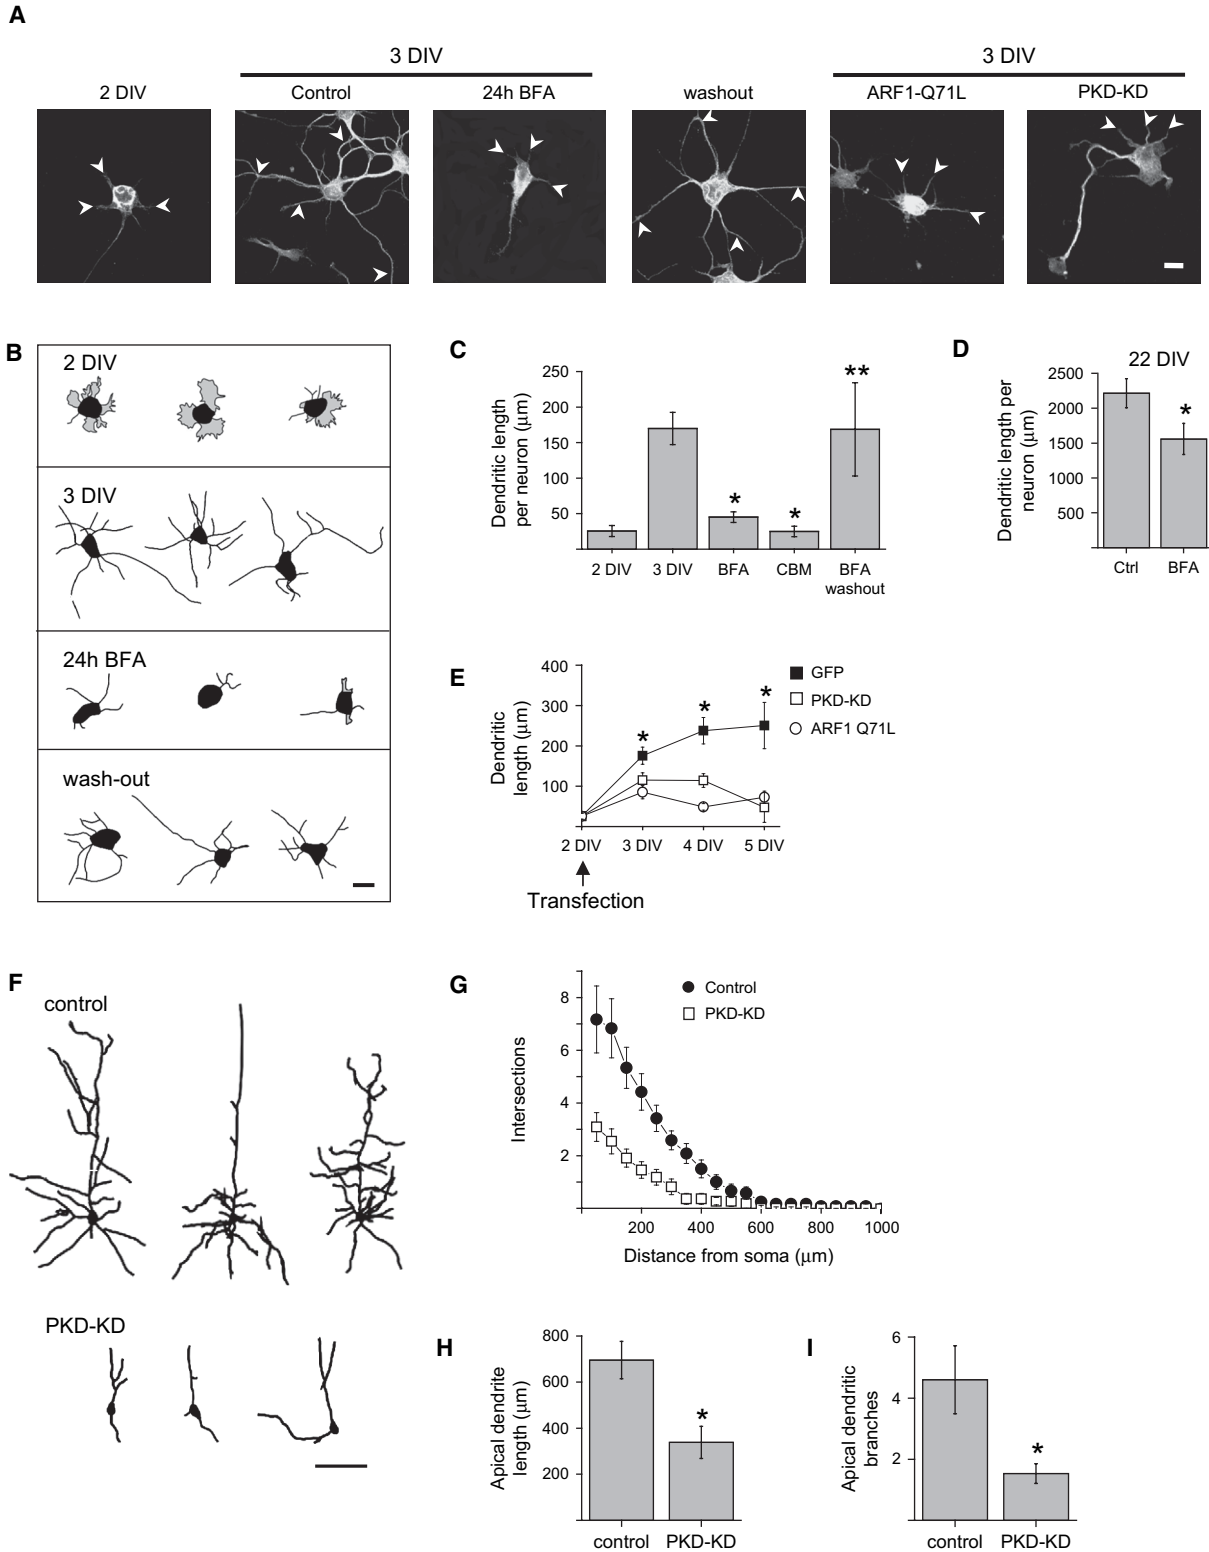 A
3 DIV
3 DIV
2 DIV
Control
24h BFA
washout
ARF1-Q71L
PKD-KD
B
2 DIV
3 DIV
24h BFA
wash-out
C
Dendritic length
per neuron (μm)
250
200
150
100
50
*
*
**
2 DIV
3 DIV
BFA
CBM
BFA
washout
D
22 DIV
Dendritic length per
neuron (μm)
2500
2000
1500
1000
500
*
Ctrl
BFA
E
Dendritic
length (μm)
400
300
200
100
*
*
*
GFP
PKD-KD
ARF1 Q71L
2 DIV
3 DIV
4 DIV
5 DIV
Transfection
F
control
PKD-KD
G
Intersections
8
6
4
2
Control
PKD-KD
200
400
600
800
1000
Distance from soma (μm)
H
Apical dendrite
length (μm)
800
600
400
200
*
control
PKD-KD
I
Apical dendritic
branches
6
4
2
*
control
PKD-KD